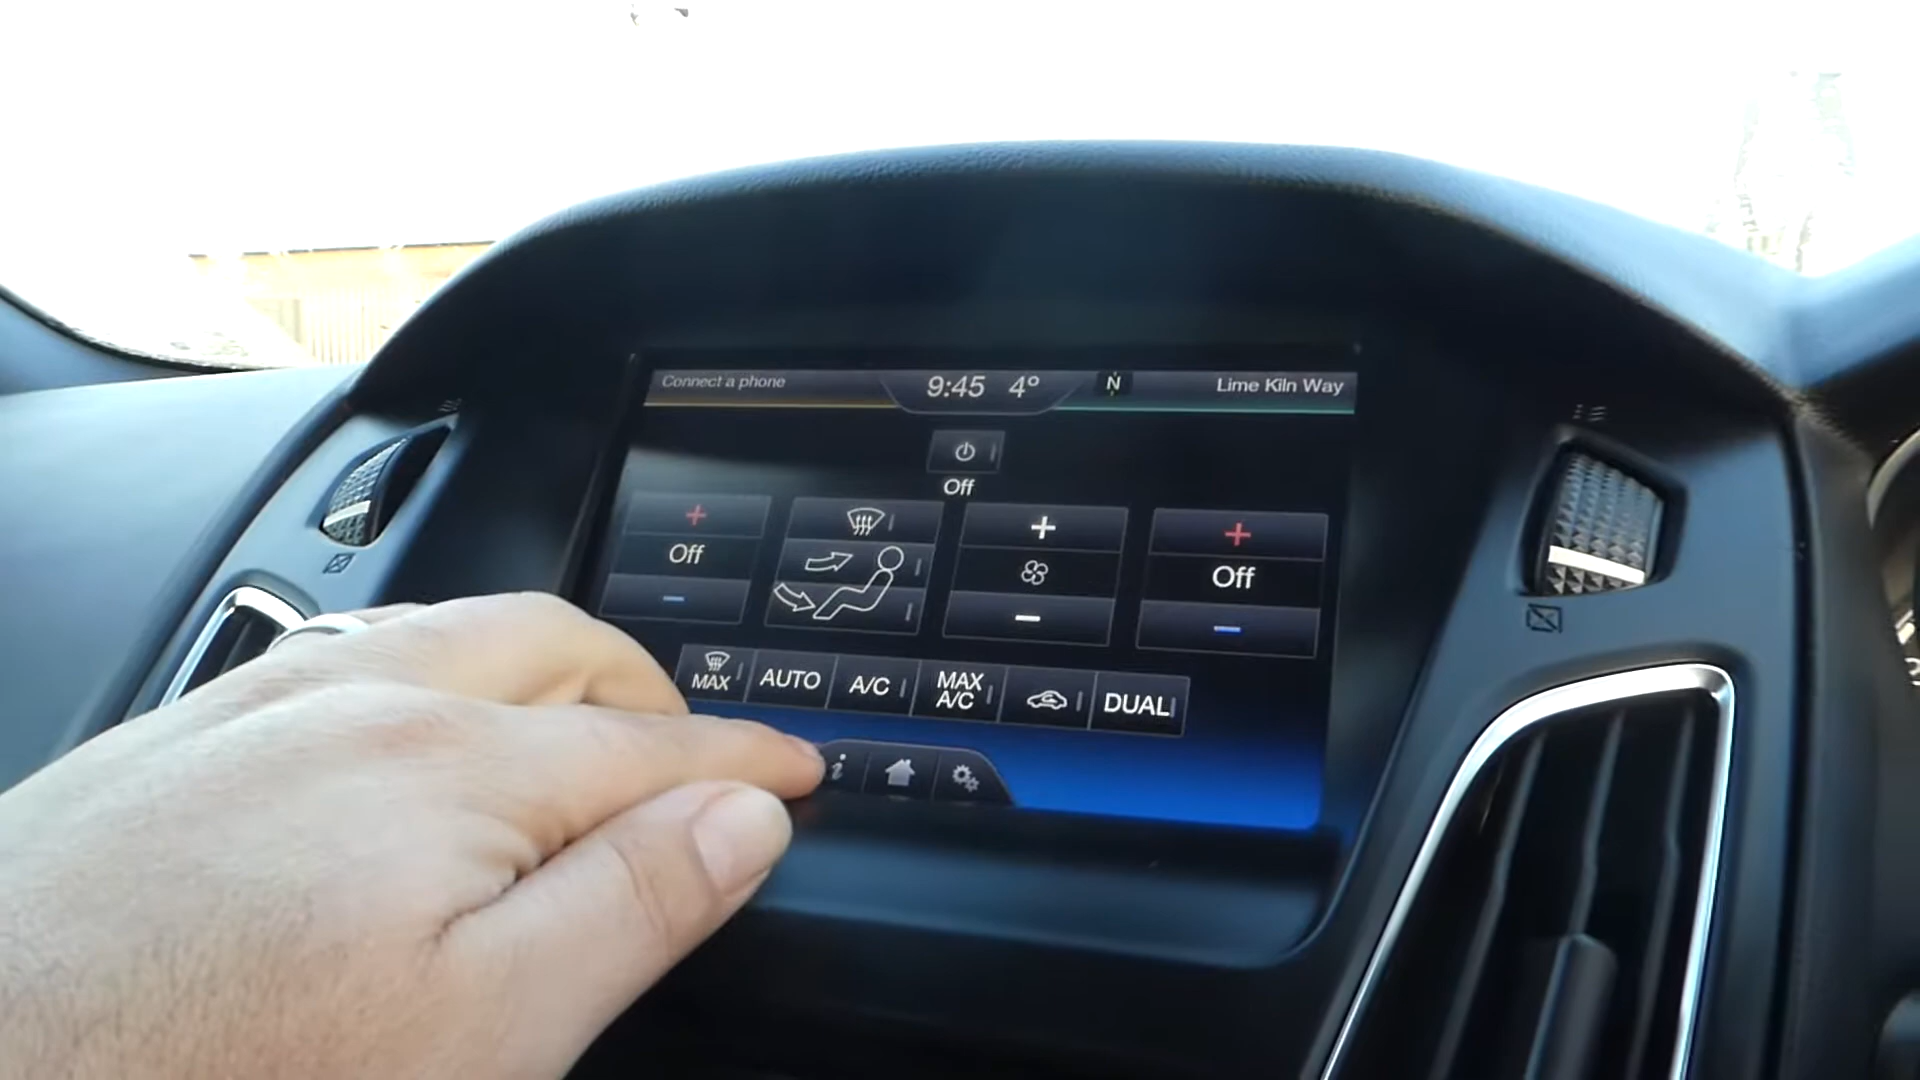 Connect a phone
9:45 4°
N
Lime Kiln Way
Off
Off
Off
MAX
AUTO
A/C
MAX
A/C
DUAL
i